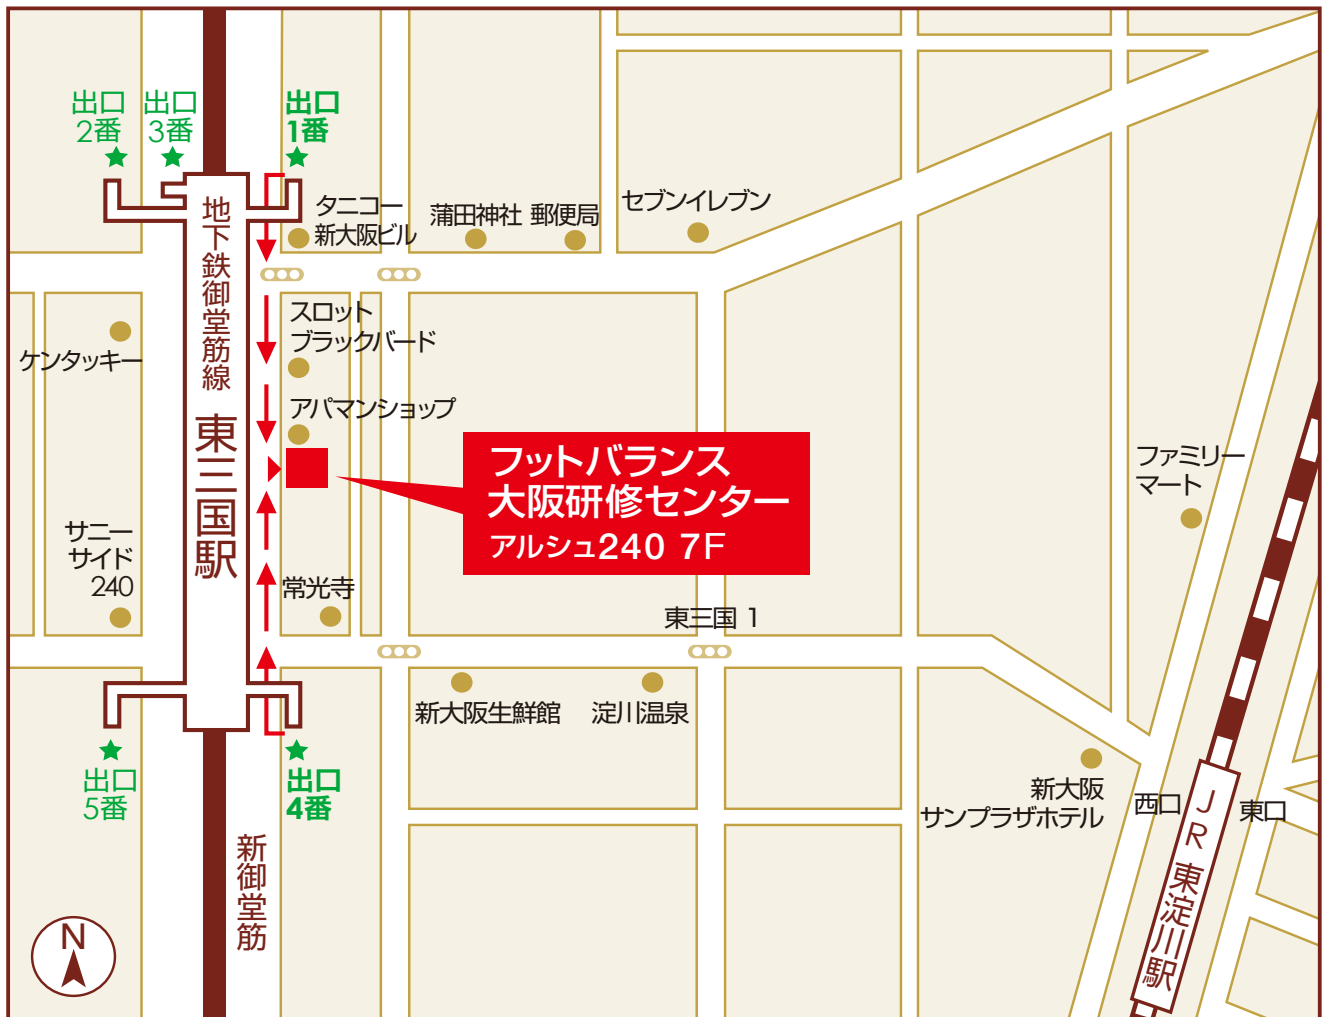 出口
2番
出口
3番
出口
1番
地下鉄御堂筋線
東三国駅
タニコー
新大阪ビル
蒲田神社
郵便局
セブンイレブン
ケンタッキー
スロット
ブラックバード
アパマンショップ
フットバランス
大阪研修センター
アルシュ240 7F
ファミリー
マート
サニー
サイド
240
常光寺
東三国 1
新大阪生鮮館
淀川温泉
出口
5番
出口
4番
新大阪
サンプラザホテル
西口
JR 東淀川駅
東口
新御堂筋
N